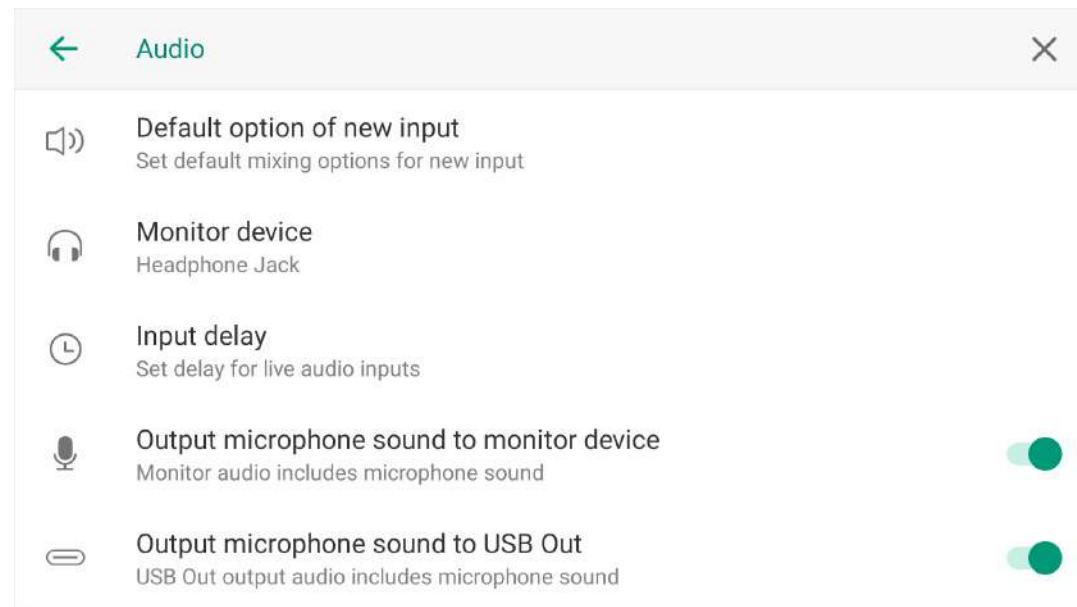 Audio
Default option of new input
Set default mixing options for new input
Monitor device
Headphone Jack
Input delay
Set delay for live audio inputs
Output microphone sound to monitor device
Monitor audio includes microphone sound
Output microphone sound to USB Out
USB Out output audio includes microphone sound